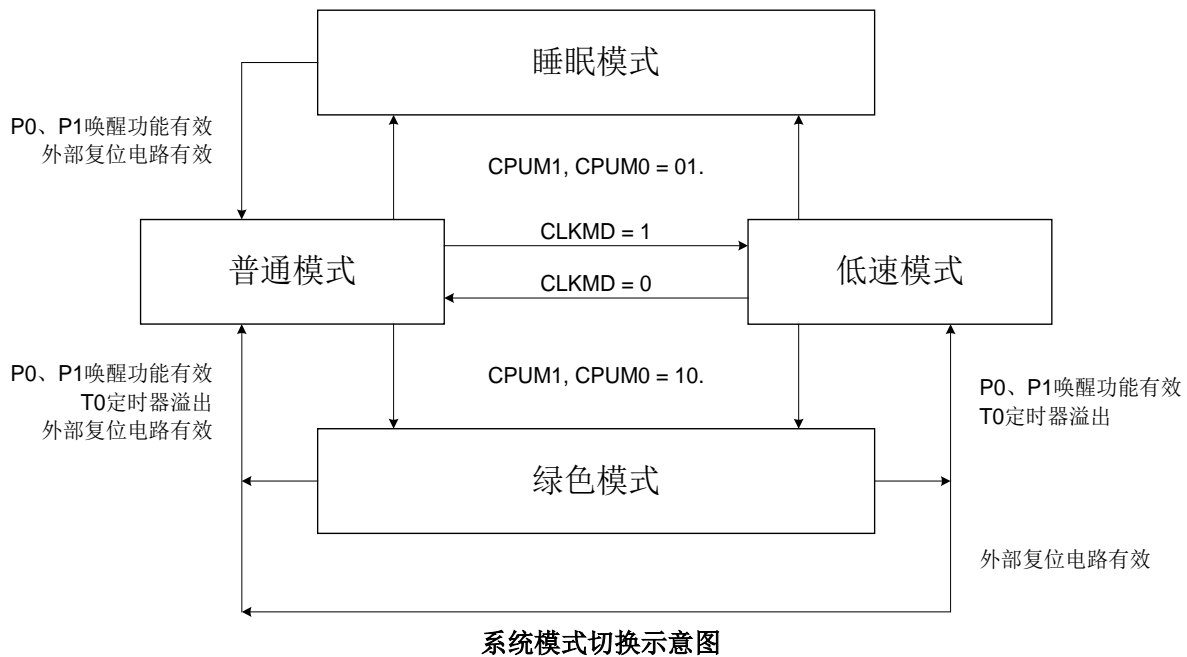 睡眠模式
P0、P1唤醒功能有效
外部复位电路有效
CPUM1, CPUM0 = 01.
CLKMD = 1
普通模式
低速模式
CLKMD = 0
P0、P1唤醒功能有效
T0定时器溢出
外部复位电路有效
CPUM1, CPUM0 = 10.
P0、P1唤醒功能有效
T0定时器溢出
绿色模式
外部复位电路有效
系统模式切换示意图